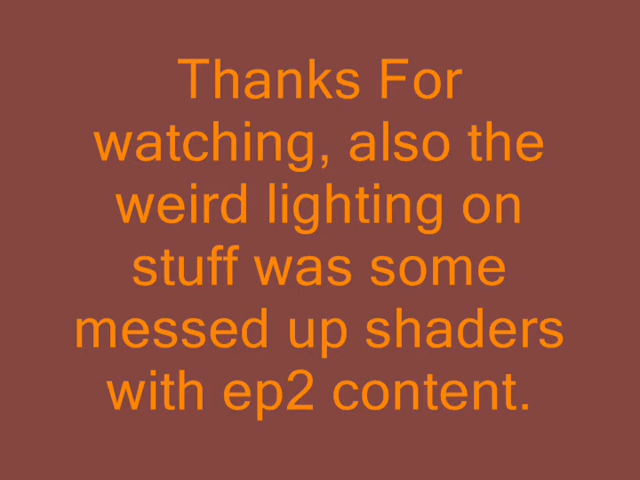 Thanks For
watching, also the
weird lighting on
stuff was some
messed up shaders
with ep2 content.